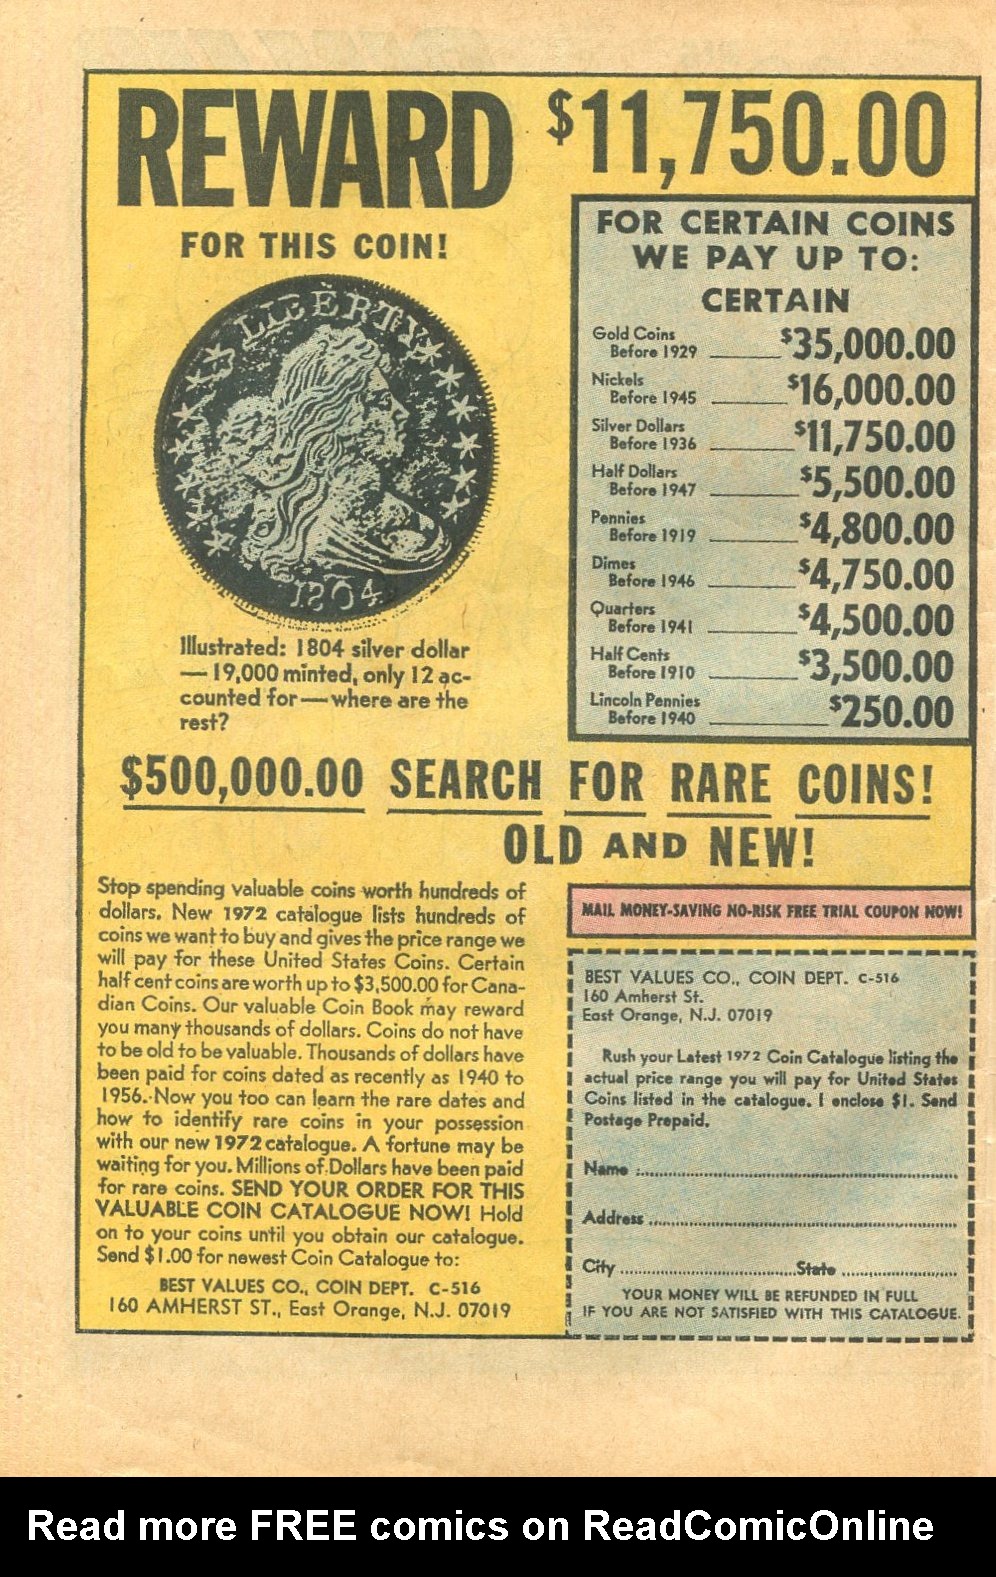 REWARD $11,750.00
FOR THIS COIN!
LIBERTY
1804
Illustrated: 1804 silver dollar
— 19,000 minted, only 12 ac-
counted for — where are the
rest?
FOR CERTAIN COINS
WE PAY UP TO:
CERTAIN
Gold Coins
Before 1929 $35,000.00
Nickels
Before 1945 $16,000.00
Silver Dollars
Before 1936 $11,750.00
Half Dollars
Before 1947 $5,500.00
Pennies
Before 1919 $4,800.00
Dimes
Before 1946 $4,750.00
Quarters
Before 1941 $4,500.00
Half Cents
Before 1910 $3,500.00
Lincoln Pennies
Before 1940 $250.00
$500,000.00 SEARCH FOR RARE COINS!
OLD AND NEW!
Stop spending valuable coins worth hundreds of
dollars. New 1972 catalogue lists hundreds of
coins we want to buy and gives the price range we
will pay for these United States Coins. Certain
half cent coins are worth up to $3,500.00 for Cana-
dian Coins. Our valuable Coin Book may reward
you many thousands of dollars. Coins do not have
to be old to be valuable. Thousands of dollars have
been paid for coins dated as recently as 1940 to
1956. Now you too can learn the rare dates and
how to identify rare coins in your possession
with our new 1972 catalogue. A fortune may be
waiting for you. Millions of Dollars have been paid
for rare coins. SEND YOUR ORDER FOR THIS
VALUABLE COIN CATALOGUE NOW! Hold
on to your coins until you obtain our catalogue.
Send $1.00 for newest Coin Catalogue to:
BEST VALUES CO., COIN DEPT. C-516
160 AMHERST ST., East Orange, N.J. 07019
MAIL MONEY-SAVING NO-RISK FREE TRIAL COUPON NOW!
BEST VALUES CO., COIN DEPT. C-516
160 Amherst St.
East Orange, N.J. 07019
Rush your Latest 1972 Coin Catalogue listing the
actual price range you will pay for United States
Coins listed in the catalogue. I enclose $1. Send
Postage Prepaid.
Name
Address
City State
YOUR MONEY WILL BE REFUNDED IN FULL
IF YOU ARE NOT SATISFIED WITH THIS CATALOGUE.
Read more FREE comics on ReadComicOnline